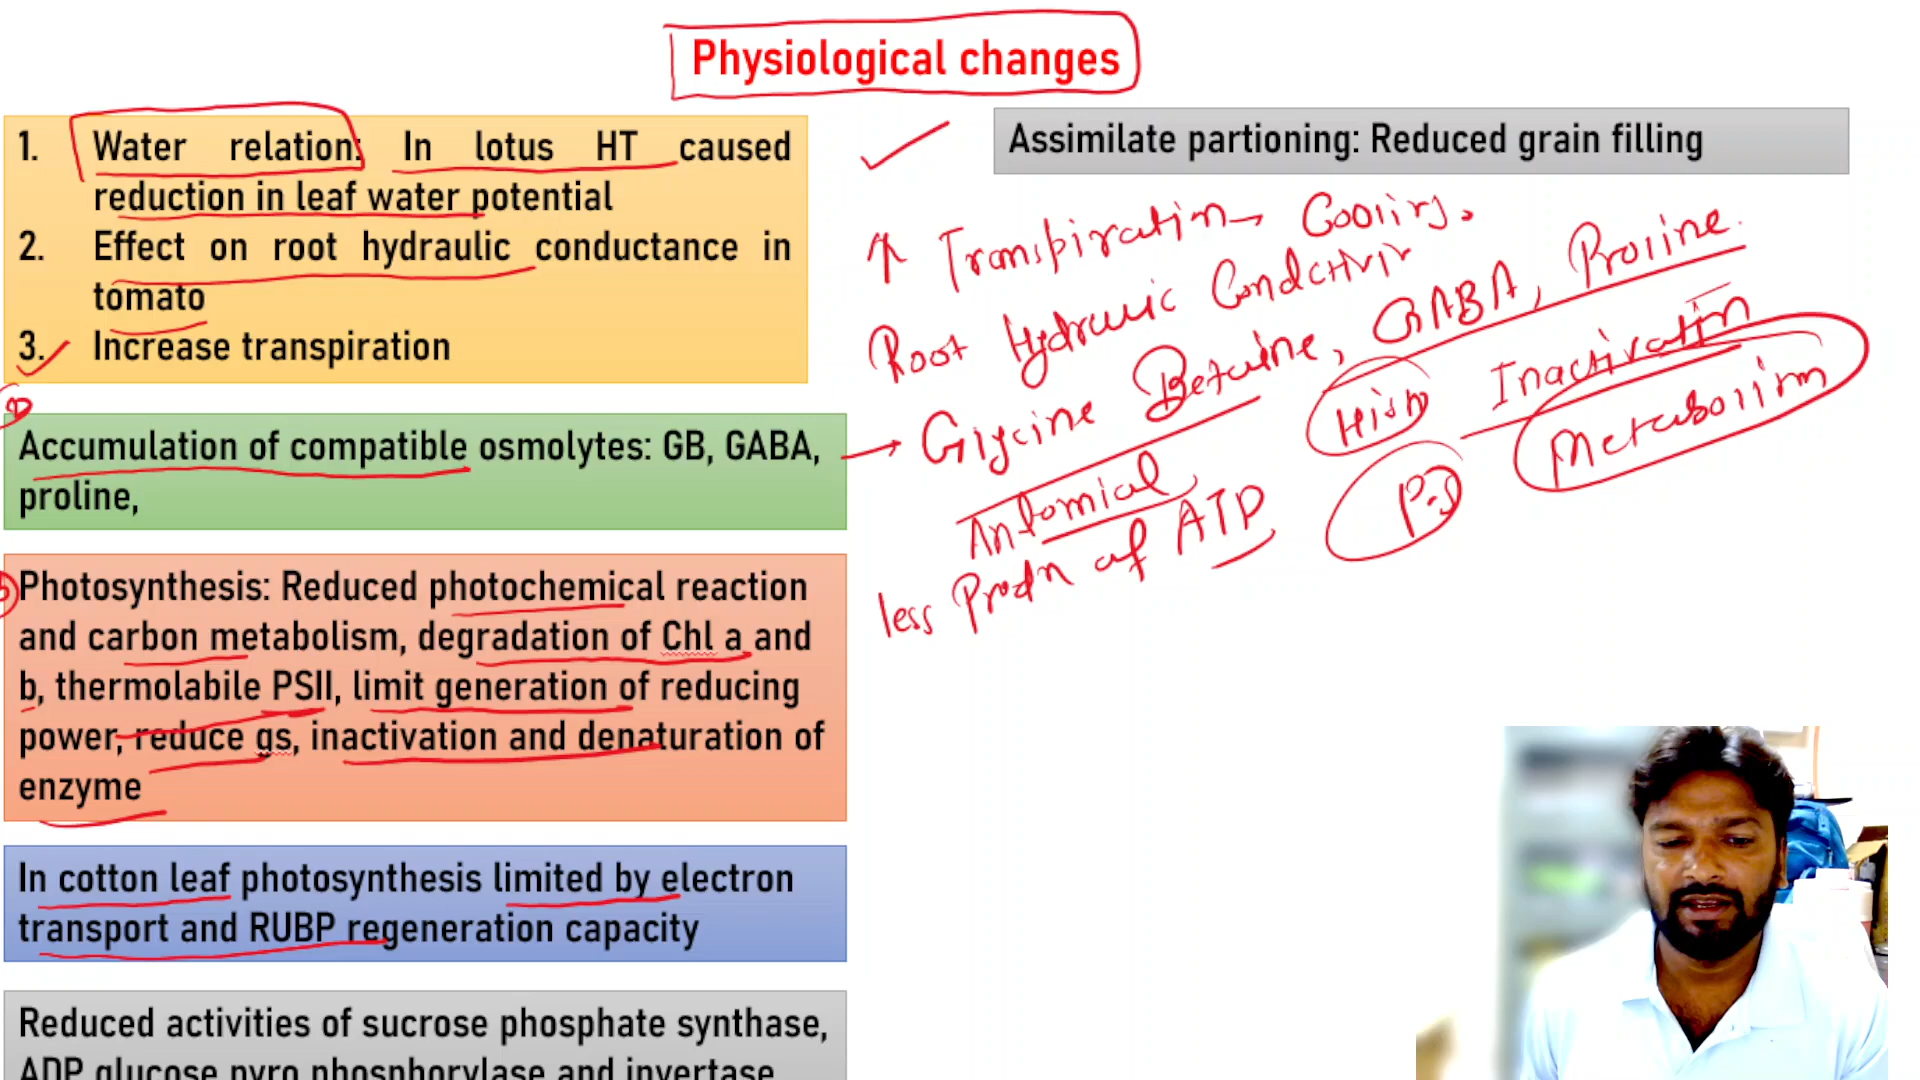 Physiological changes
1. Water relation: In lotus HT caused
reduction in leaf water potential
2. Effect on root hydraulic conductance in
tomato
3. Increase transpiration
Accumulation of compatible osmolytes: GB, GABA,
proline,
Photosynthesis: Reduced photochemical reaction
and carbon metabolism, degradation of Chl a and
b, thermolabile PSII, limit generation of reducing
power, reduce gs, inactivation and denaturation of
enzyme
In cotton leaf photosynthesis limited by electron
transport and RUBP regeneration capacity
Reduced activities of sucrose phosphate synthase,
ADP glucose pyro phosphorylase and invertase
Assimilate partioning: Reduced grain filling
↑ Transpiration → Cooling.
Root Hydraulic
→ Glycine Betaine, GABA, Proline
High Inactivation
Metabolism
P.S
less Prodn of ATP